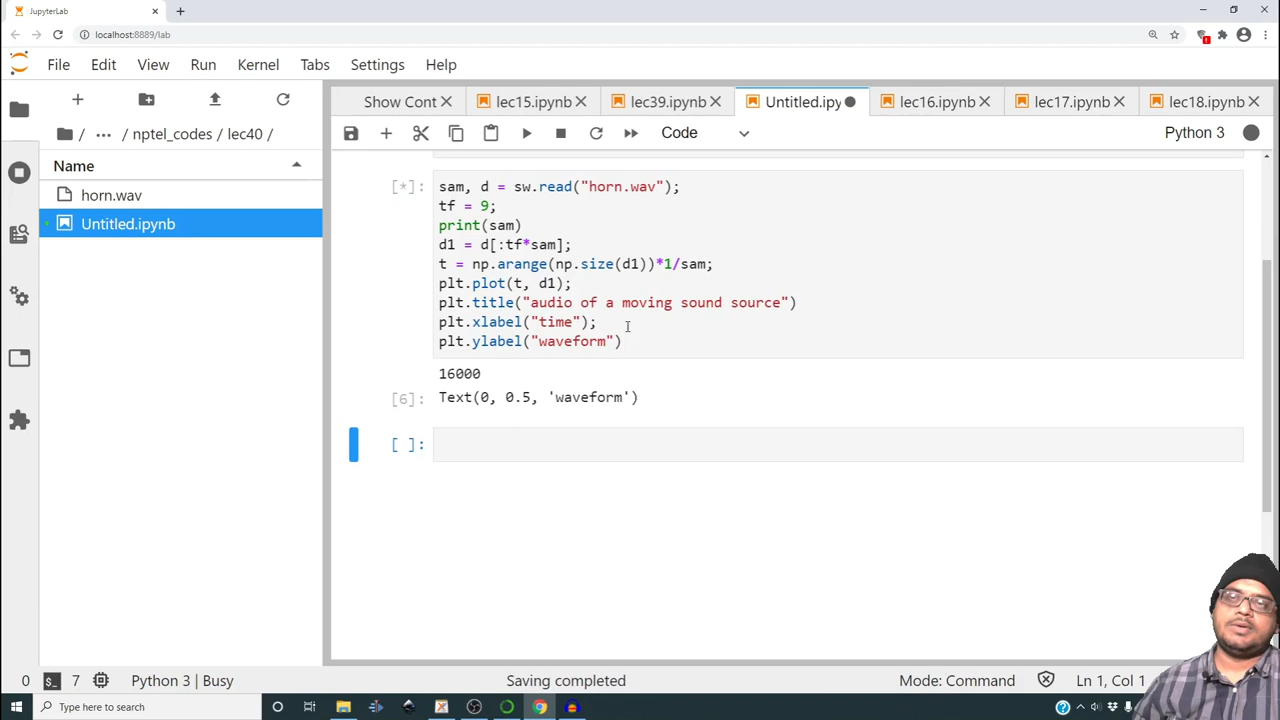 JupyterLab
localhost:8889/lab
File Edit View Run Kernel Tabs Settings Help
Show Cont lec15.ipynb lec39.ipynb Untitled.ipy lec16.ipynb lec17.ipynb lec18.ipynb
/ ... / nptel_codes / lec40 /
Code
Python 3
Name
horn.wav
Untitled.ipynb
[*]: sam, d = sw.read("horn.wav");
tf = 9;
print(sam)
d1 = d[:tf*sam];
t = np.arange(np.size(d1))*1/sam;
plt.plot(t, d1);
plt.title("audio of a moving sound source")
plt.xlabel("time");
plt.ylabel("waveform")
16000
[6]: Text(0, 0.5, 'waveform')
[ ]:
0 7 Python 3 | Busy Saving completed Mode: Command Ln 1, Col 1
Type here to search